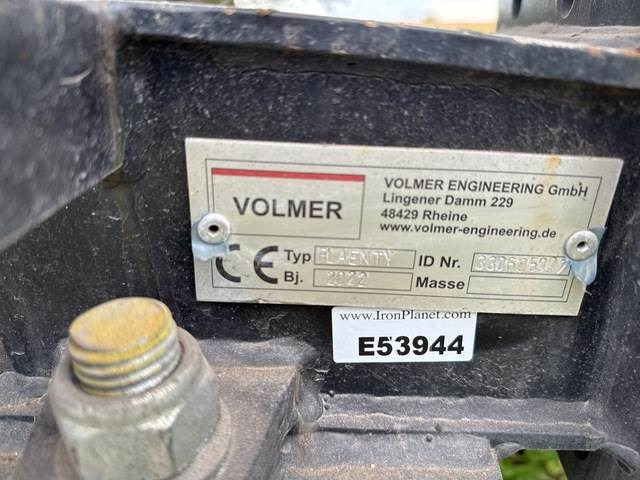 VOLMER
VOLMER ENGINEERING GmbH
Lingener Damm 229
48429 Rheine
www.volmer-engineering.de
CE
Typ
ID Nr.
Bj. 2022
Masse
www.IronPlanet.com
E53944